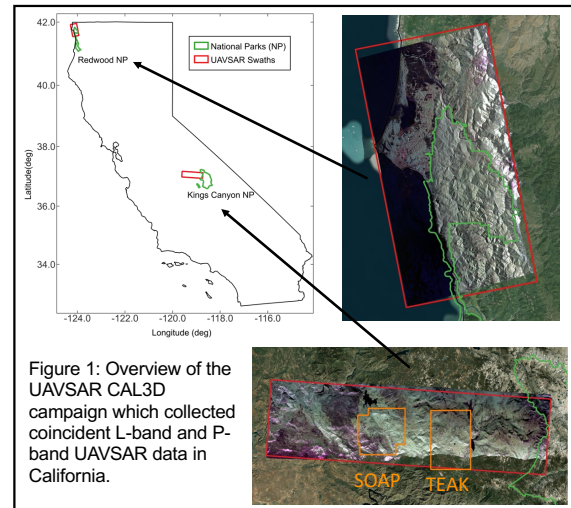 42.0
40.0
38.0
36.0
34.0
Latitude(deg)
-124.0 -122.0 -120.0 -118.0 -116.0
Longitude (deg)
National Parks (NP)
UAVSAR Swaths
Redwood NP
Kings Canyon NP
Figure 1: Overview of the
UAVSAR CAL3D
campaign which collected
coincident L-band and P-
band UAVSAR data in
California.
SOAP TEAK